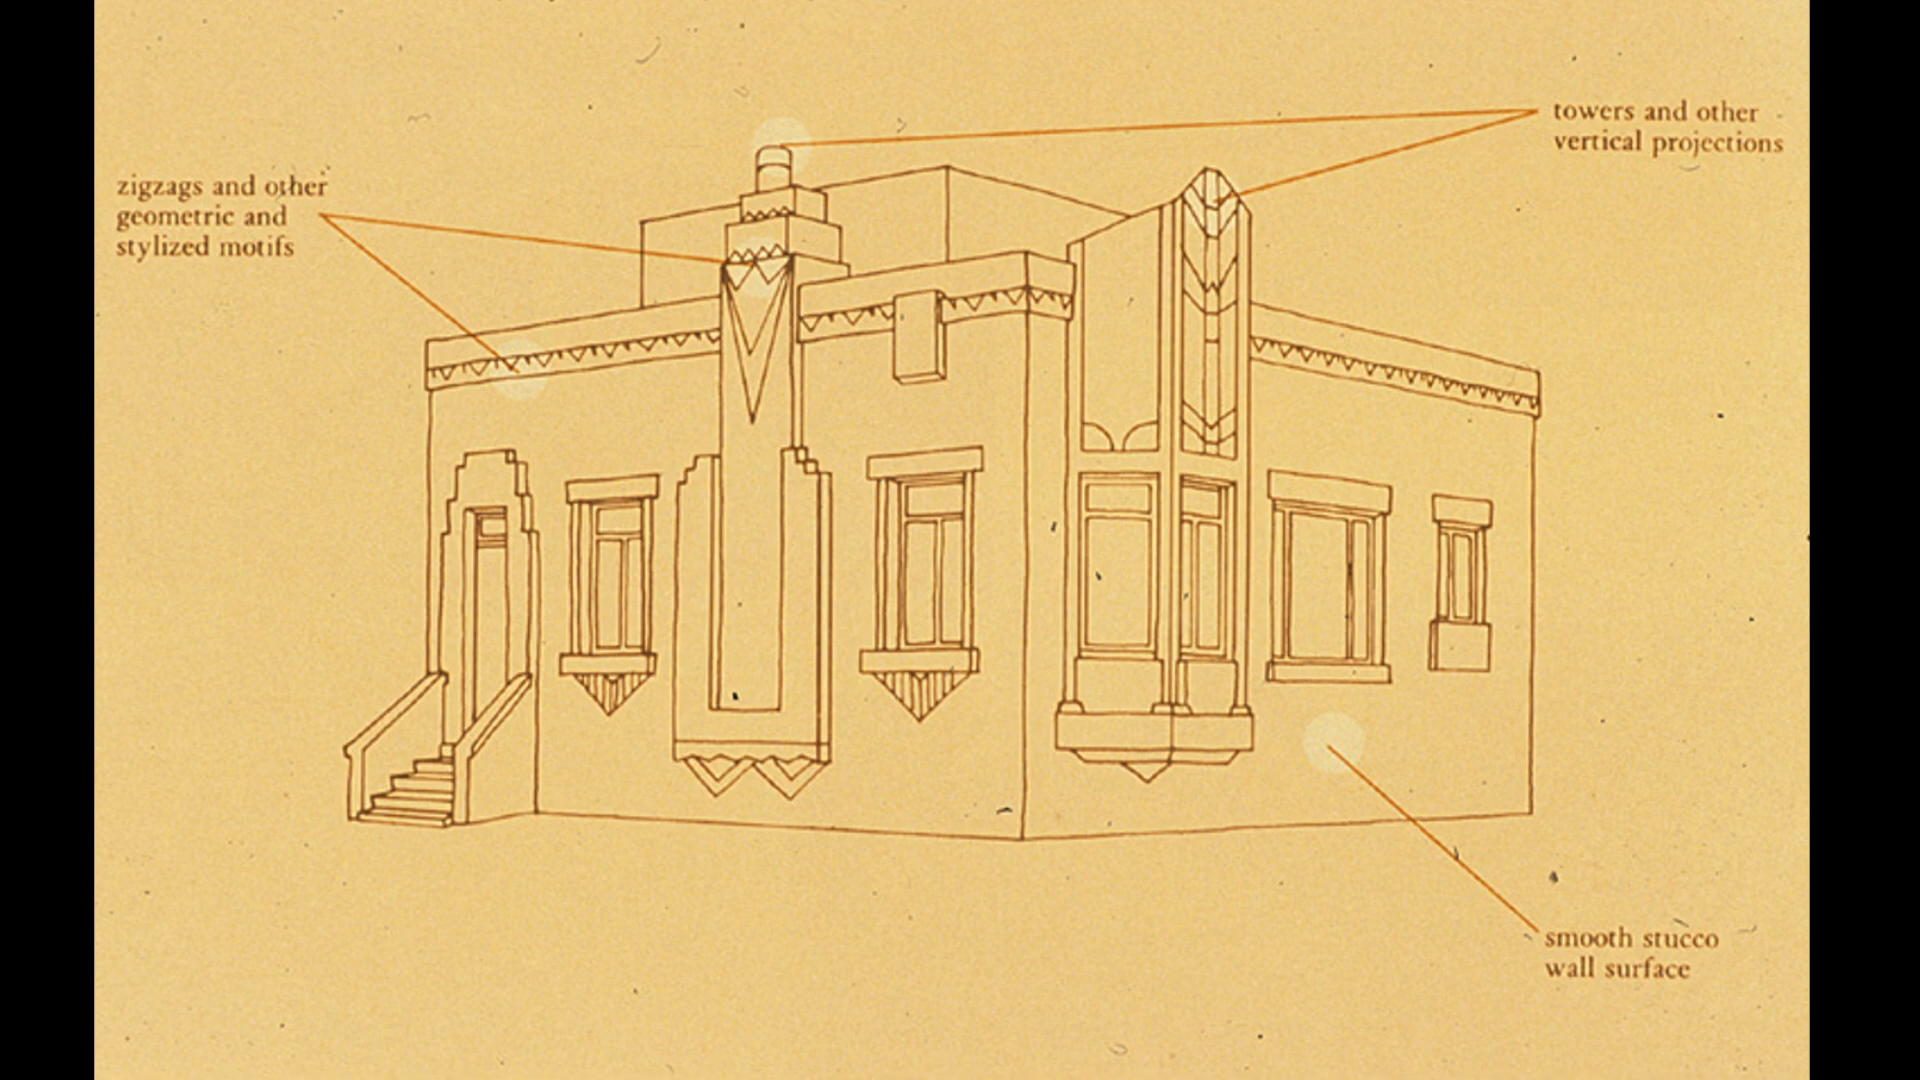 zigzags and other
geometric and
stylized motifs
towers and other
vertical projections
smooth stucco
wall surface